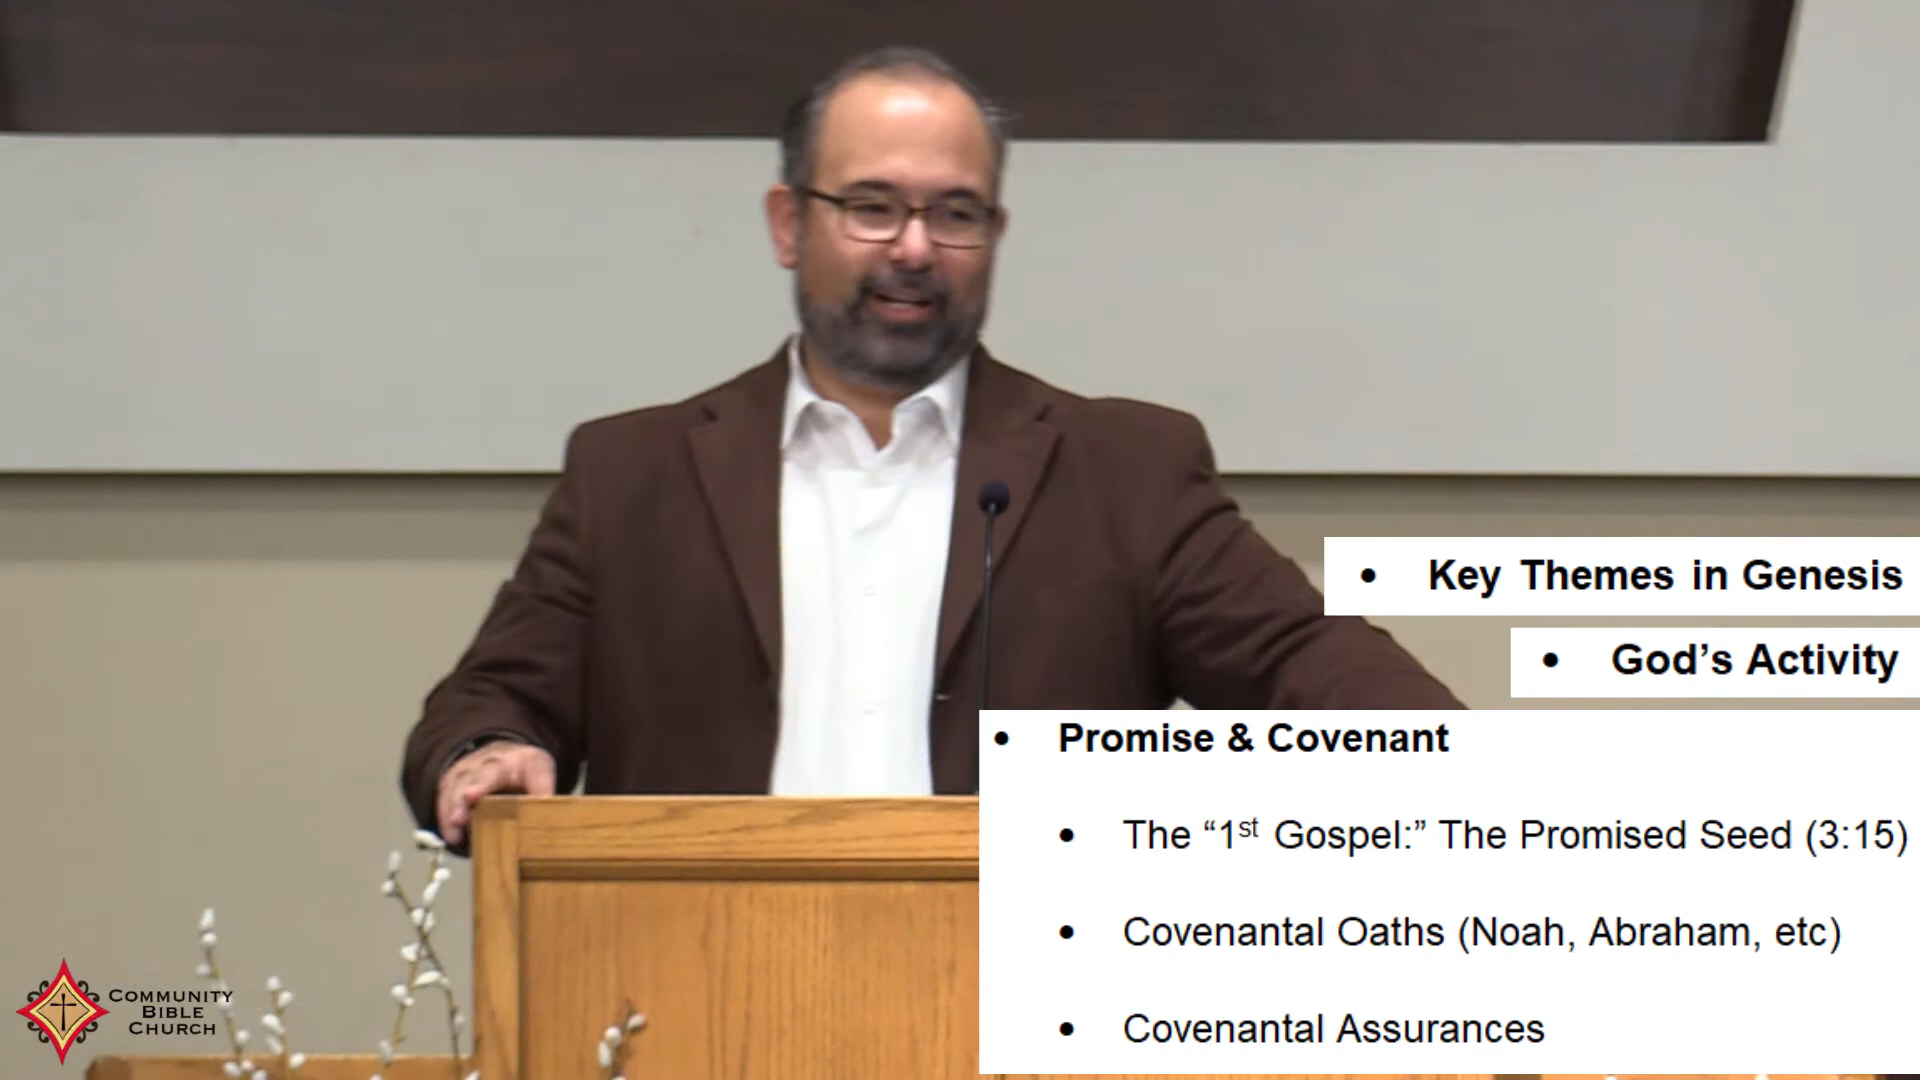 • Key Themes in Genesis
• God’s Activity
• Promise & Covenant
• The “1st Gospel:” The Promised Seed (3:15)
• Covenantal Oaths (Noah, Abraham, etc)
• Covenantal Assurances
COMMUNITY
BIBLE
CHURCH